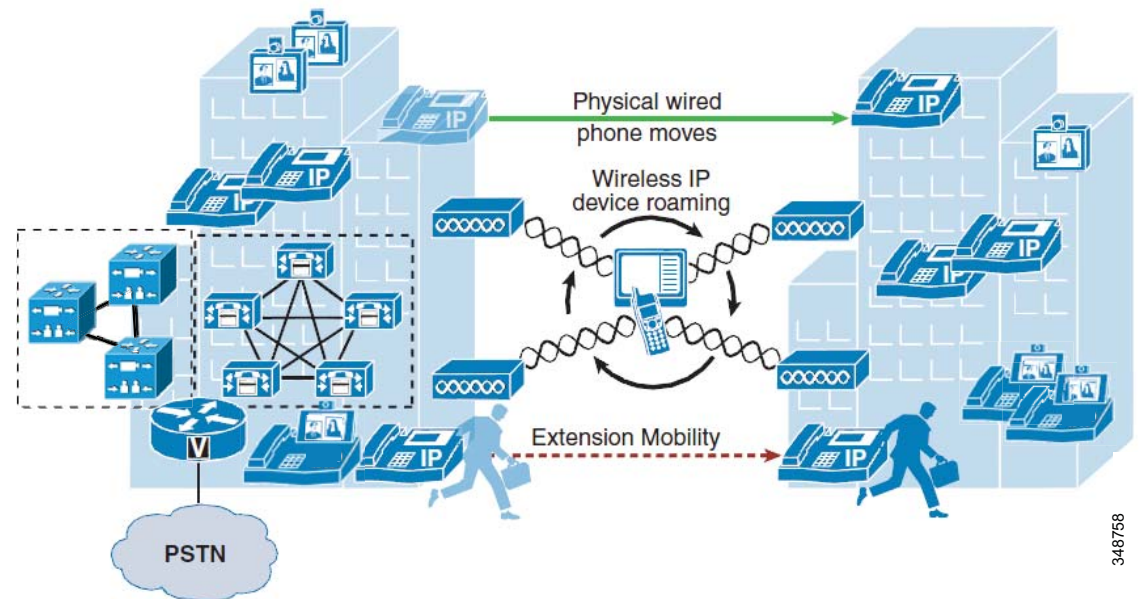 IP
Physical wired
phone moves
IP
IP
IP
Wireless IP
device roaming
IP
IP
Extension Mobility
IP
IP
V
PSTN
348758